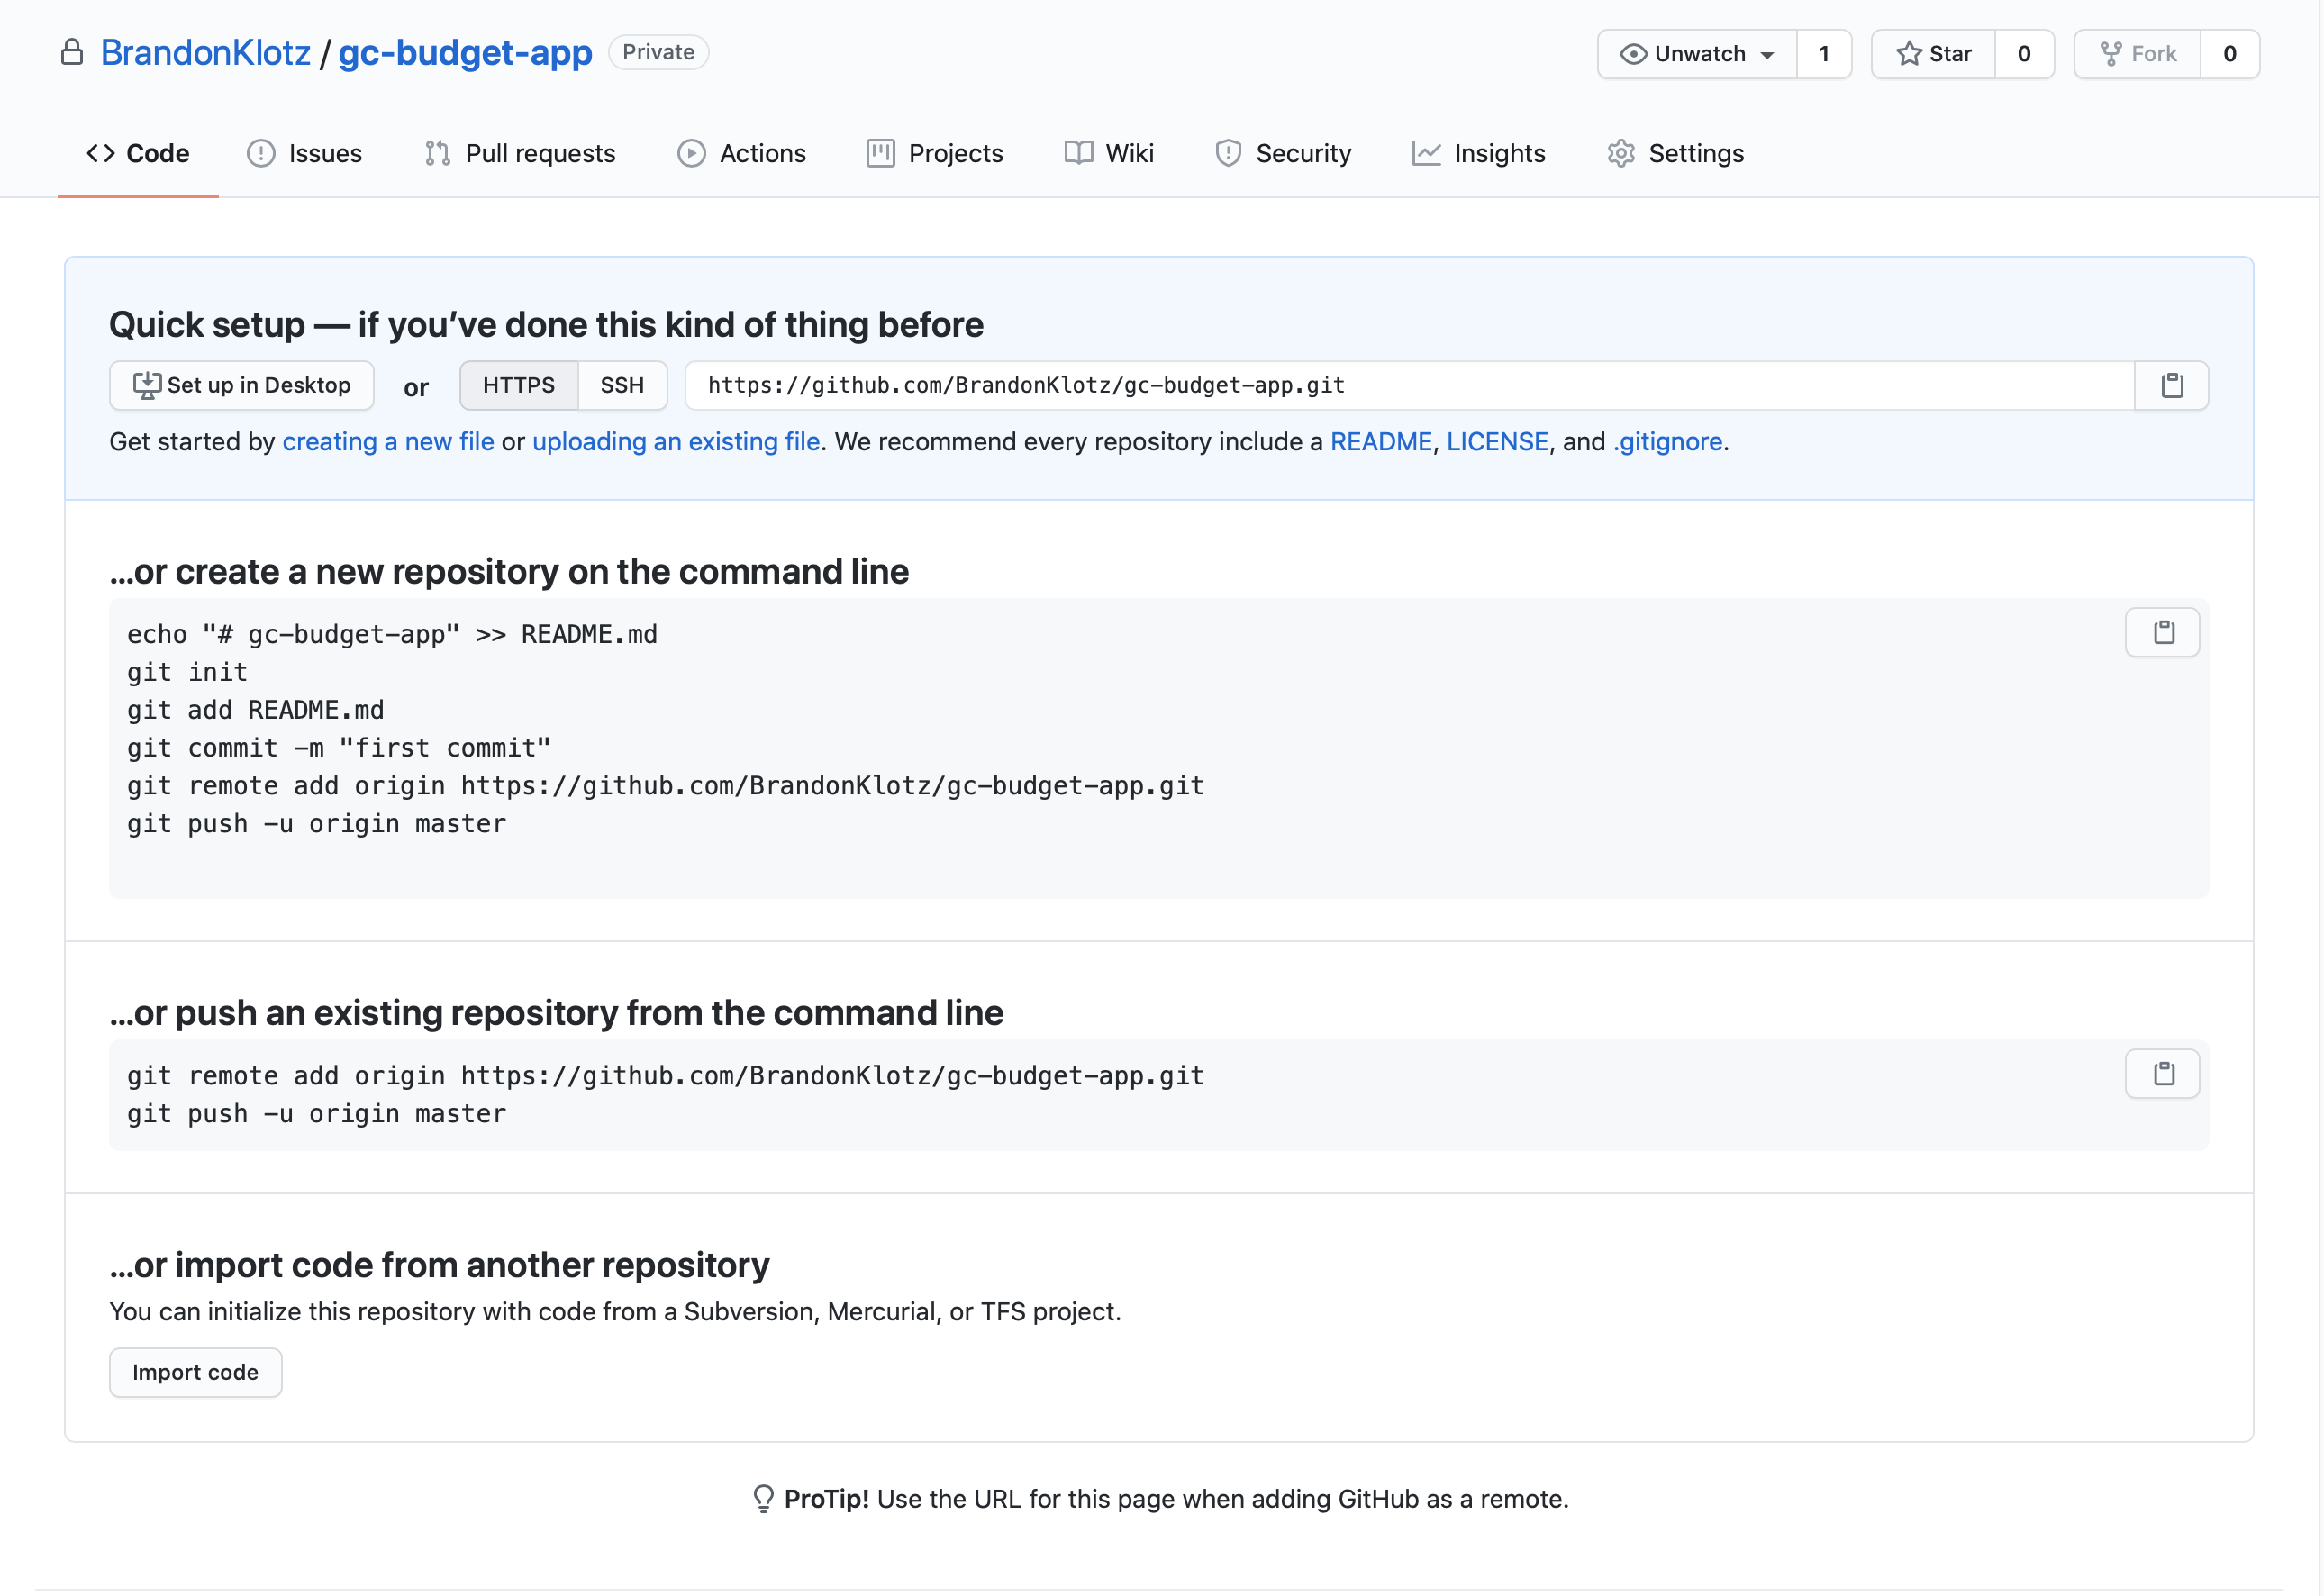 BrandonKlotz / gc-budget-app Private Unwatch 1 Star 0 Fork 0
Code Issues Pull requests Actions Projects Wiki Security Insights Settings
Quick setup — if you’ve done this kind of thing before
Set up in Desktop or HTTPS SSH https://github.com/BrandonKlotz/gc-budget-app.git
Get started by creating a new file or uploading an existing file. We recommend every repository include a README, LICENSE, and .gitignore.
…or create a new repository on the command line
echo "# gc-budget-app" >> README.md
git init
git add README.md
git commit -m "first commit"
git remote add origin https://github.com/BrandonKlotz/gc-budget-app.git
git push -u origin master
…or push an existing repository from the command line
git remote add origin https://github.com/BrandonKlotz/gc-budget-app.git
git push -u origin master
…or import code from another repository
You can initialize this repository with code from a Subversion, Mercurial, or TFS project.
Import code
ProTip! Use the URL for this page when adding GitHub as a remote.